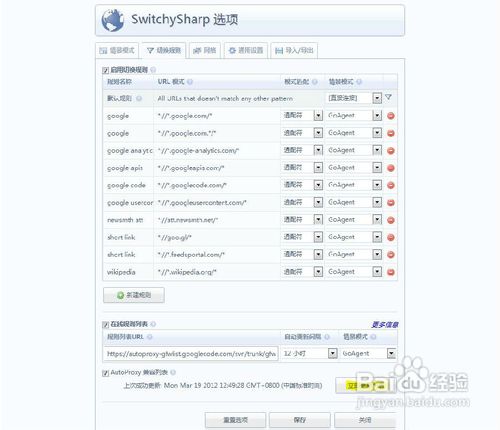 SwitchySharp 选项
情景模式 切换规则 网络 通用设置 导入/导出
启用切换规则
规则名称 URL 模式 模式匹配 情景模式
默认规则 All URLs that doesn't match any other pattern [直接连接]
google *://*.google.com/* 通配符 GoAgent
google *://*.google.com.*/* 通配符 GoAgent
google analytic *://*.google-analytics.com/* 通配符 GoAgent
google apis *://*.googleapis.com/* 通配符 GoAgent
google code *://*.googlecode.com/* 通配符 GoAgent
google usercon *://*.googleusercontent.com/* 通配符 GoAgent
newsmth att *://att.newsmth.net/* 通配符 GoAgent
short link *://goo.gl/* 通配符 GoAgent
short link *://*.feedsportal.com/* 通配符 GoAgent
wikipedia *://*.wikipedia.org/* 通配符 GoAgent
新建规则
在线规则列表 更多信息
规则列表URL 自动更新间隔 情景模式
https://autoproxy-gfwlist.googlecode.com/svn/trunk/gfw 12 小时 GoAgent
AutoProxy 兼容列表
上次成功更新: Mon Mar 19 2012 12:49:28 GMT+0800 (中国标准时间) 立即
Baidu 经验
jingyan.baidu.com
重置选项 保存 关闭